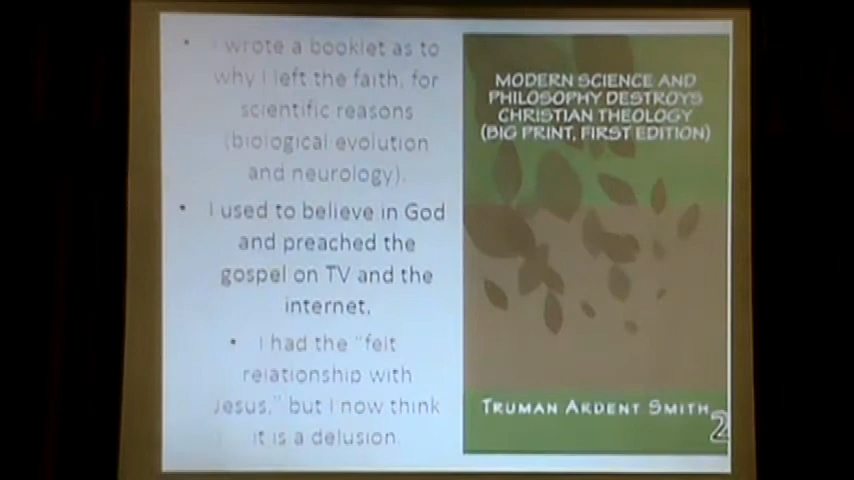 • I wrote a booklet as to
why I left the faith, for
scientific reasons
(biological evolution
and neurology).
• I used to believe in God
and preached the
gospel on TV and the
internet.
• I had the "felt
relationship with
Jesus," but I now think
it is a delusion.
MODERN SCIENCE AND
PHILOSOPHY DESTROYS
CHRISTIAN THEOLOGY
(BIG PRINT, FIRST EDITION)
TRUMAN ARDENT SMITH
2